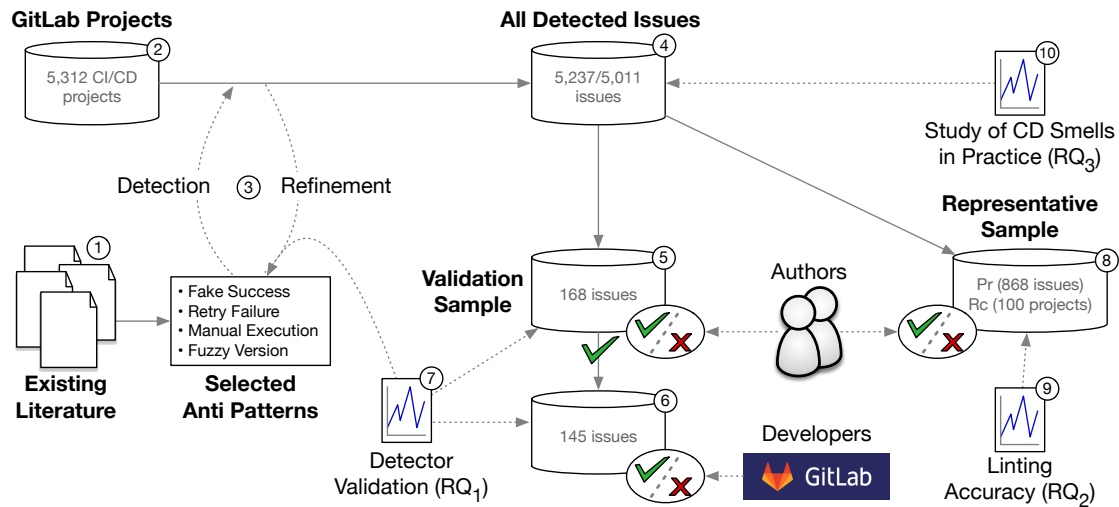 GitLab Projects
2
5,312 CI/CD
projects
All Detected Issues
4
5,237/5,011
issues
10
Study of CD Smells
in Practice (RQ3)
Detection
3
Refinement
1
Existing
Literature
• Fake Success
• Retry Failure
• Manual Execution
• Fuzzy Version
Selected
Anti Patterns
Validation
Sample
5
168 issues
Authors
Representative
Sample
8
Pr (868 issues)
Rc (100 projects)
7
Detector
Validation (RQ1)
6
145 issues
Developers
GitLab
9
Linting
Accuracy (RQ2)